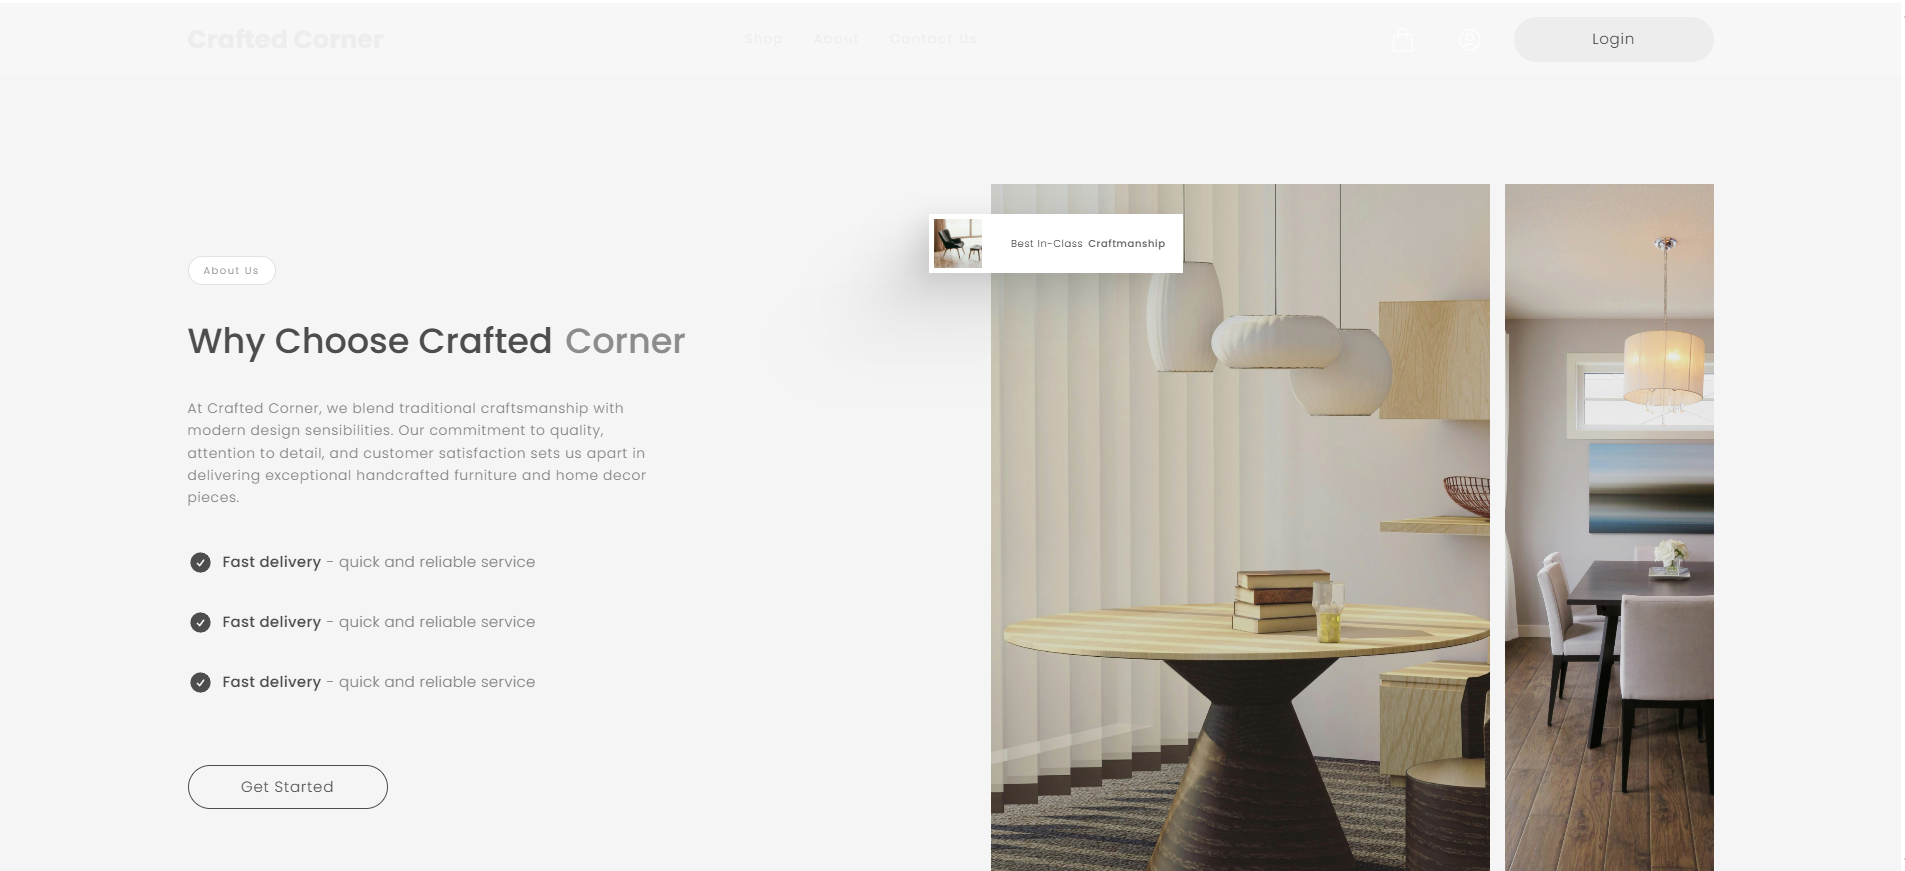 Crafted Corner
Shop About Contact Us
Login
About Us
Why Choose Crafted Corner
At Crafted Corner, we blend traditional craftsmanship with
modern design sensibilities. Our commitment to quality,
attention to detail, and customer satisfaction sets us apart in
delivering exceptional handcrafted furniture and home decor
pieces.
Fast delivery - quick and reliable service
Fast delivery - quick and reliable service
Fast delivery - quick and reliable service
Get Started
Best In-Class Craftmanship